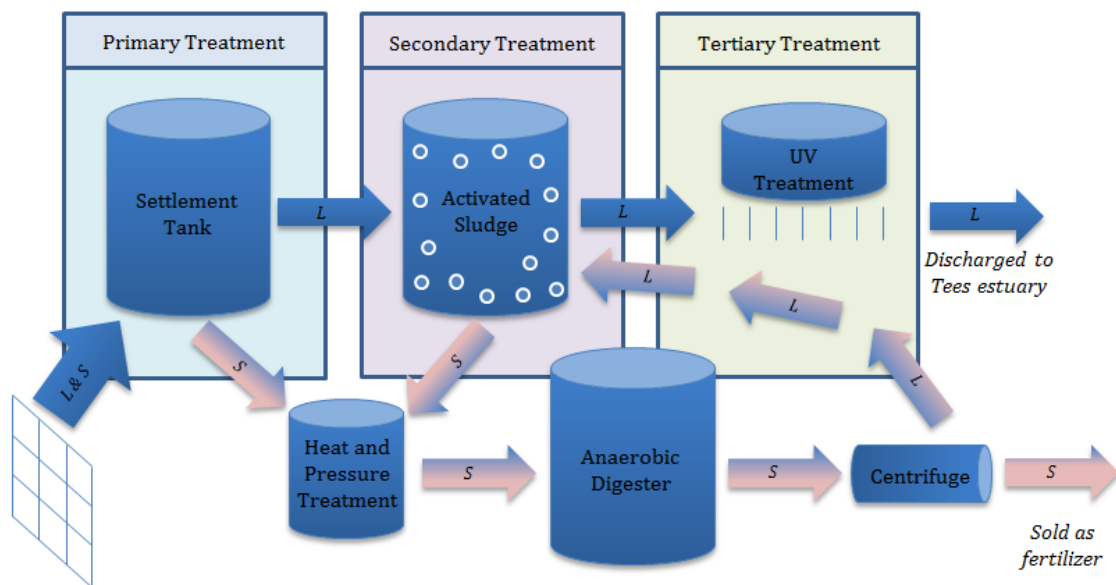 Primary Treatment
Secondary Treatment
Tertiary Treatment
Settlement
Tank
L
Activated
Sludge
L
UV
Treatment
L
Discharged to
Tees estuary
L
L
L & S
S
S
L
Heat and
Pressure
Treatment
S
Anaerobic
Digester
S
Centrifuge
S
Sold as
fertilizer